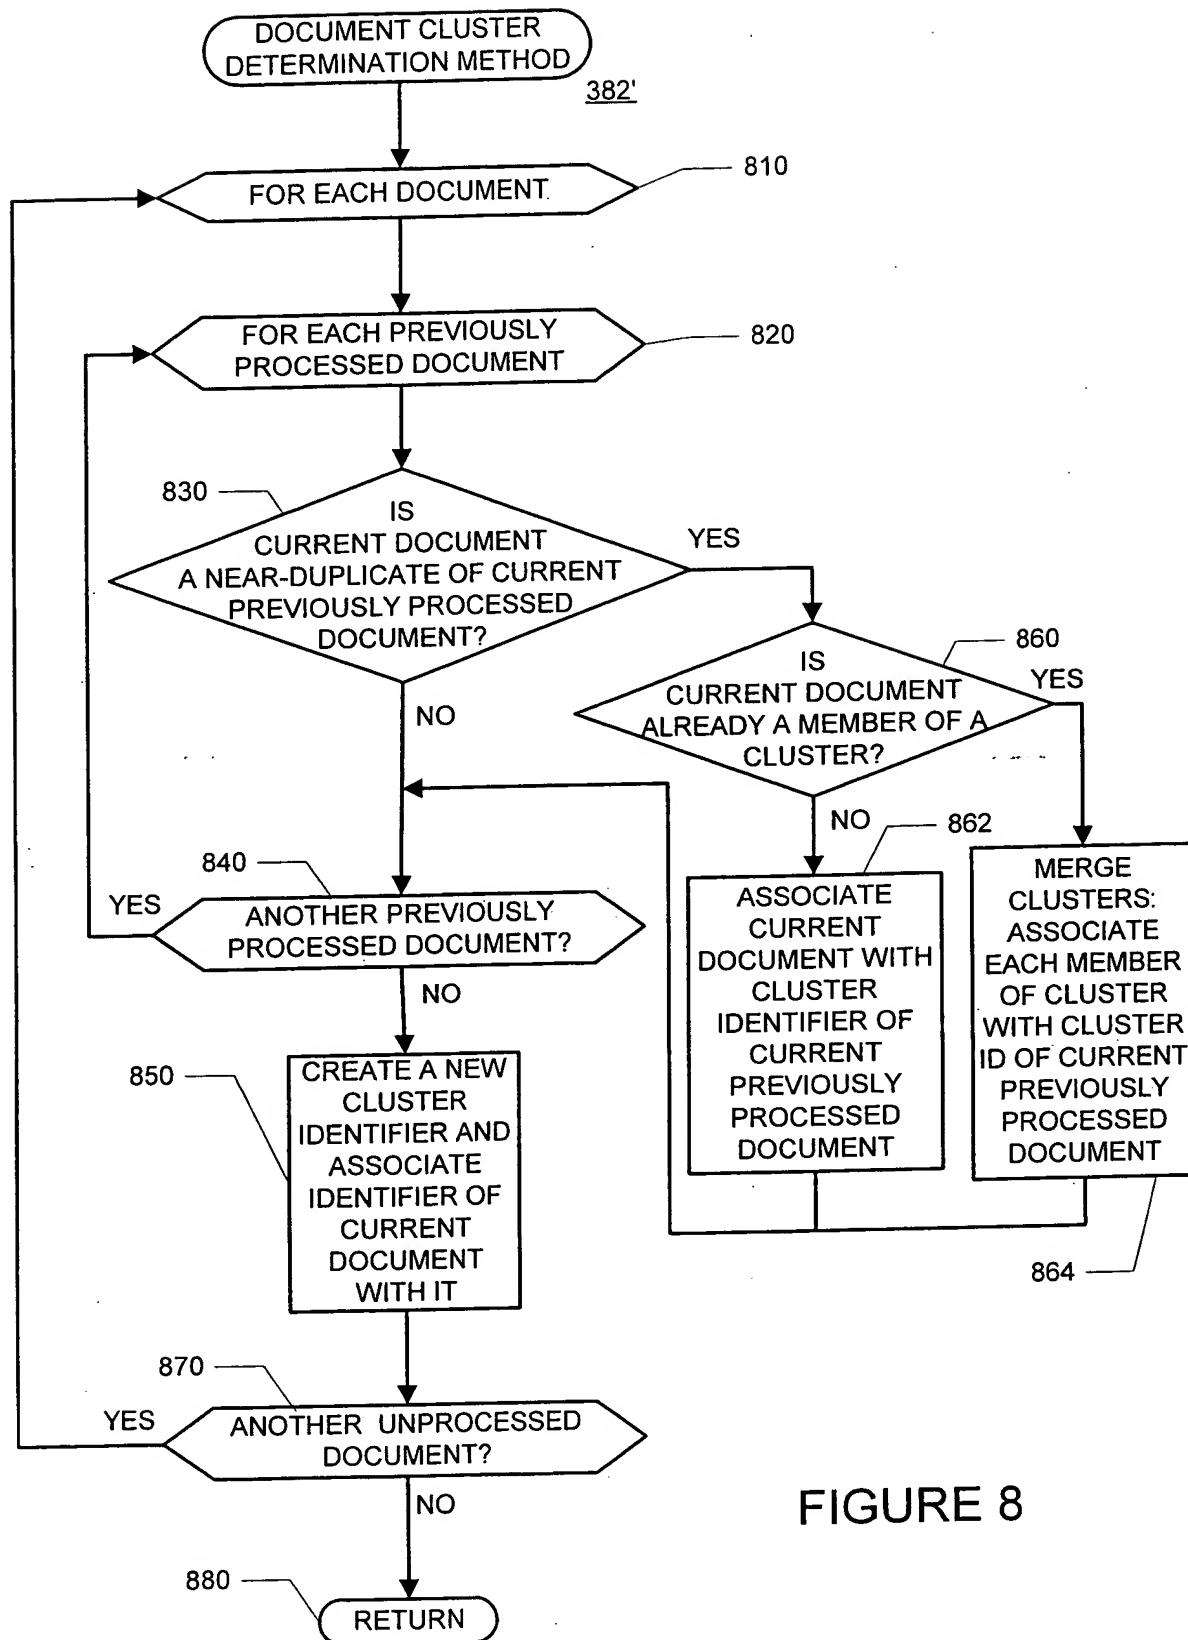 DOCUMENT CLUSTER
DETERMINATION METHOD
382'
FOR EACH DOCUMENT
810
FOR EACH PREVIOUSLY
PROCESSED DOCUMENT
820
830
IS
CURRENT DOCUMENT
A NEAR-DUPLICATE OF CURRENT
PREVIOUSLY PROCESSED
DOCUMENT?
YES
NO
860
IS
CURRENT DOCUMENT
ALREADY A MEMBER OF A
CLUSTER?
YES
NO
862
ASSOCIATE
CURRENT
DOCUMENT WITH
CLUSTER
IDENTIFIER OF
CURRENT
PREVIOUSLY
PROCESSED
DOCUMENT
MERGE
CLUSTERS:
ASSOCIATE
EACH MEMBER
OF CLUSTER
WITH CLUSTER
ID OF CURRENT
PREVIOUSLY
PROCESSED
DOCUMENT
864
840
YES
ANOTHER PREVIOUSLY
PROCESSED DOCUMENT?
NO
850
CREATE A NEW
CLUSTER
IDENTIFIER AND
ASSOCIATE
IDENTIFIER OF
CURRENT
DOCUMENT
WITH IT
870
YES
ANOTHER UNPROCESSED
DOCUMENT?
NO
880
RETURN
FIGURE 8